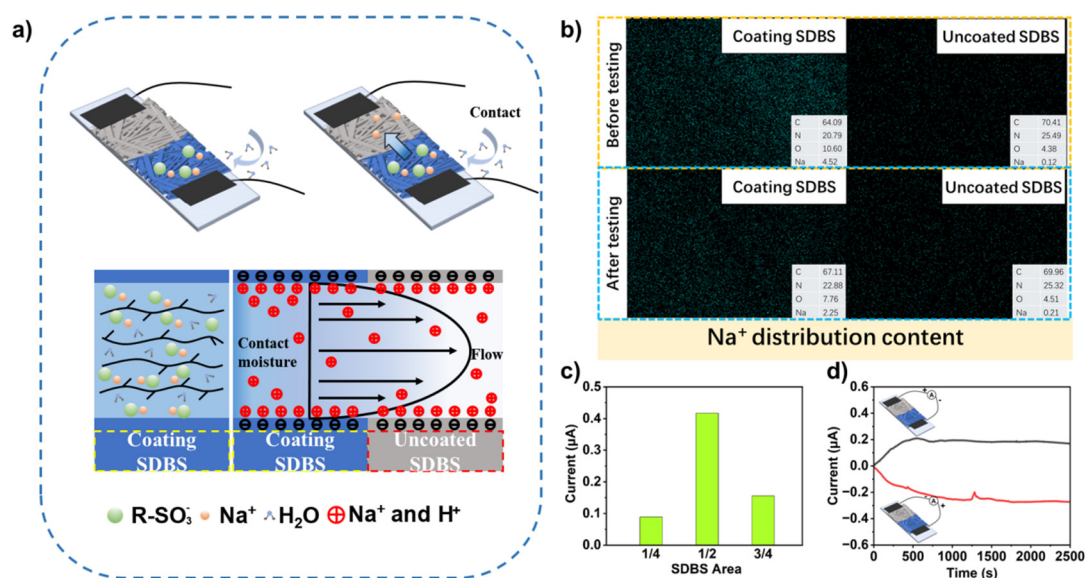 a)
Contact
Contact
moisture
Flow
Coating
SDBS
Coating
SDBS
Uncoated
SDBS
R-SO₃⁻ Na⁺ H₂O Na⁺ and H⁺
b)
Before testing
Coating SDBS
C 64.09
N 20.79
O 10.60
Na 4.52
Uncoated SDBS
C 70.41
N 25.49
O 4.38
Na 0.12
After testing
Coating SDBS
C 67.11
N 22.88
O 7.76
Na 2.25
Uncoated SDBS
C 69.96
N 25.32
O 4.51
Na 0.21
Na⁺ distribution content
c)
Current (µA)
0.5
0.4
0.3
0.2
0.1
0.0
1/4 1/2 3/4
SDBS Area
d)
Current (µA)
0.6
0.4
0.2
0.0
−0.2
−0.4
−0.6
+ A -
- A +
0 500 1000 1500 2000 2500
Time (s)